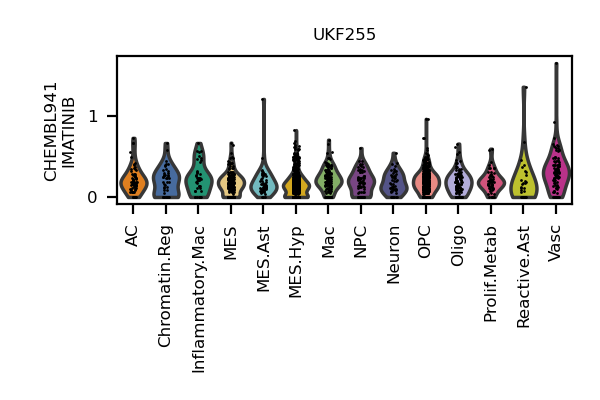 UKF255
CHEMBL941
IMATINIB
1
0
AC
Chromatin.Reg
Inflammatory.Mac
MES
MES.Ast
MES.Hyp
Mac
NPC
Neuron
OPC
Oligo
Prolif.Metab
Reactive.Ast
Vasc